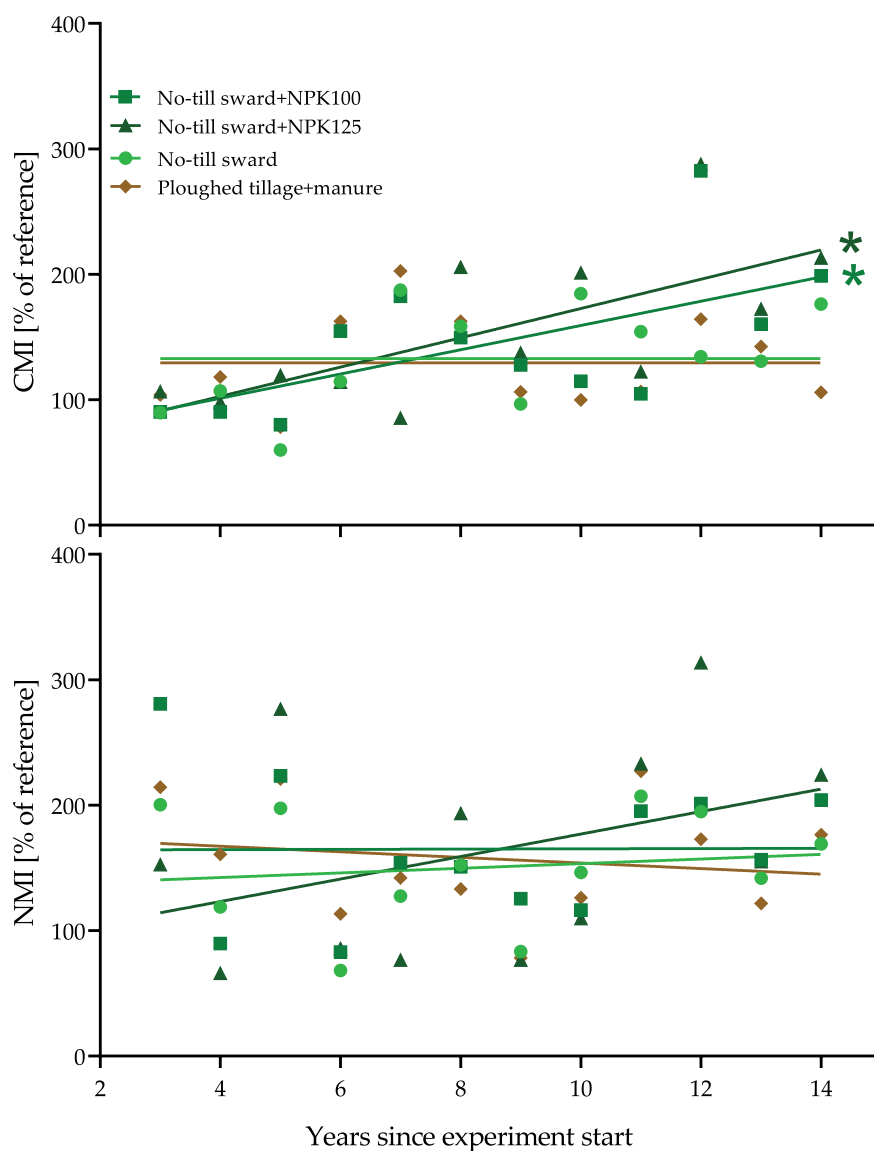 400
300
200
100
0
CMI [% of reference]
No-till sward+NPK100
No-till sward+NPK125
No-till sward
Ploughed tillage+manure
*
*
400
300
200
100
0
NMI [% of reference]
2 4 6 8 10 12 14
Years since experiment start